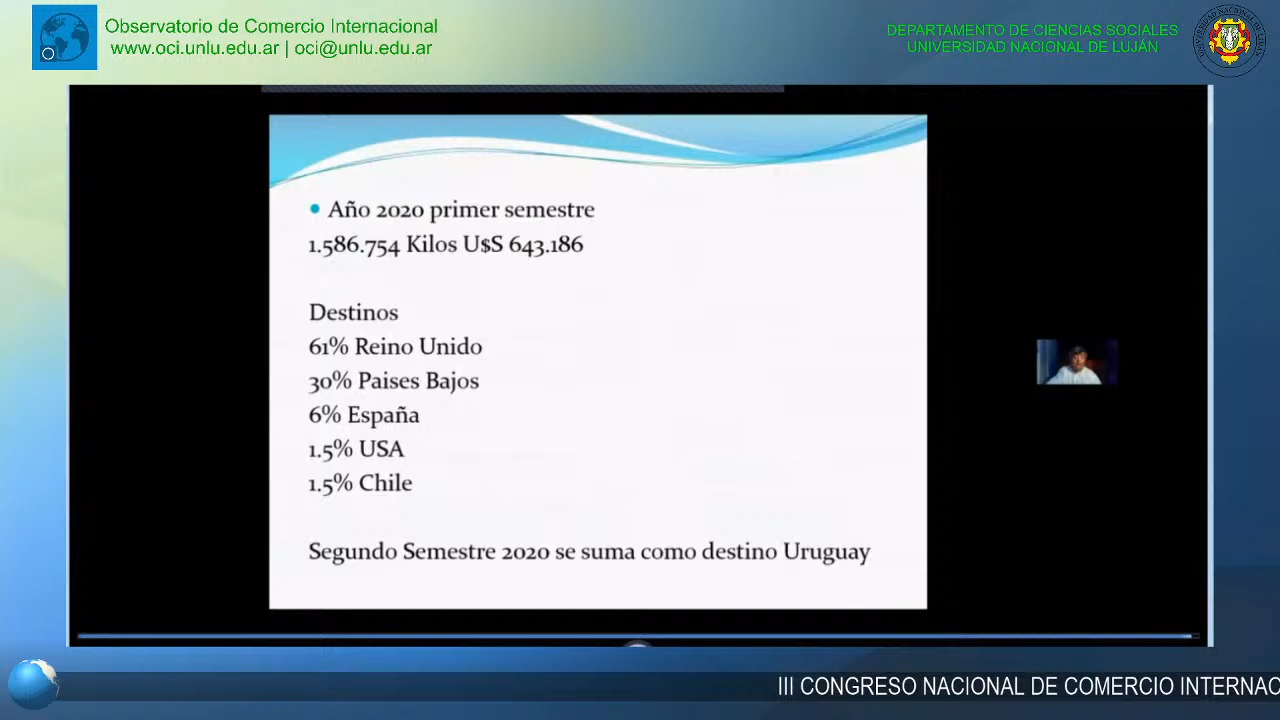 Observatorio de Comercio Internacional
www.oci.unlu.edu.ar | oci@unlu.edu.ar
DEPARTAMENTO DE CIENCIAS SOCIALES
UNIVERSIDAD NACIONAL DE LUJÁN
Año 2020 primer semestre
1.586.754 Kilos U$S 643.186
Destinos
61% Reino Unido
30% Paises Bajos
6% España
1.5% USA
1.5% Chile
Segundo Semestre 2020 se suma como destino Uruguay
III CONGRESO NACIONAL DE COMERCIO INTERNAC